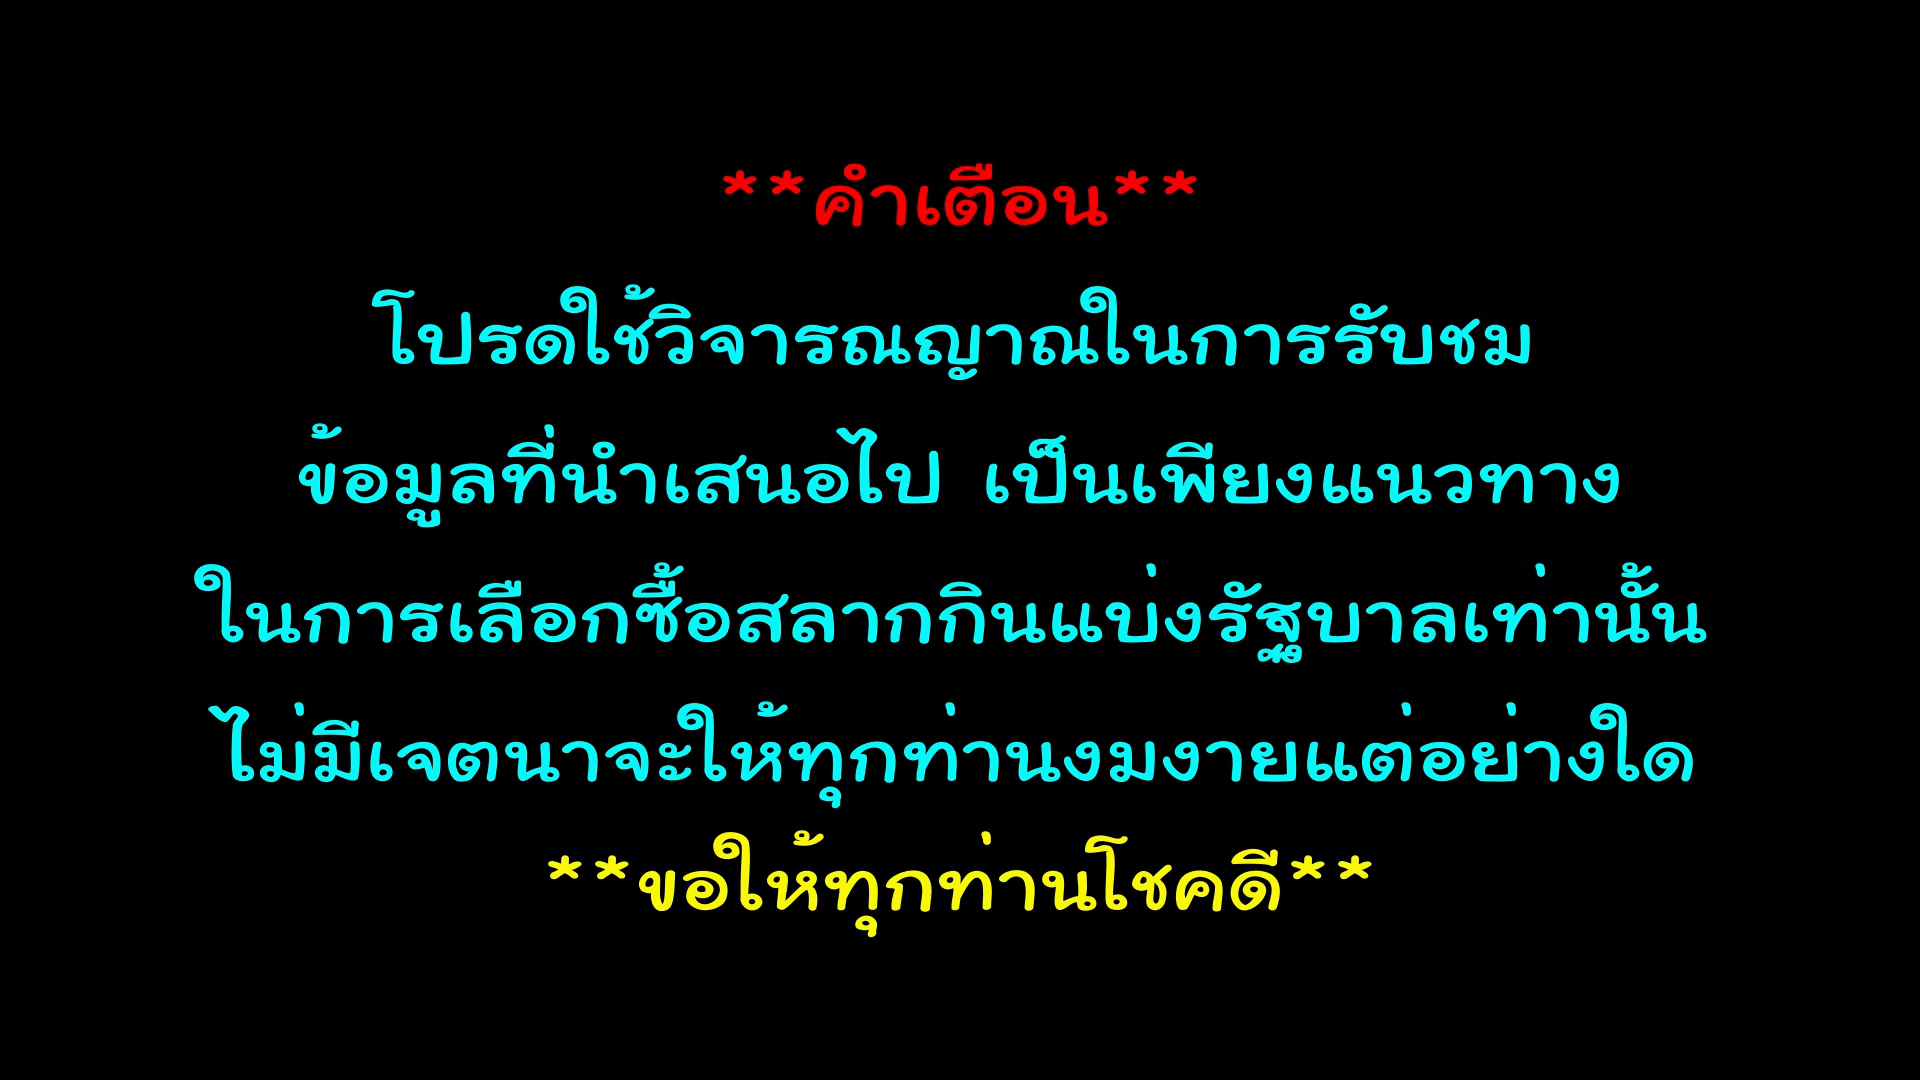 **คำเตือน**
โปรดใช้วิจารณญาณในการรับชม
ข้อมูลที่นำเสนอไป เป็นเพียงแนวทาง
ในการเลือกซื้อสลากกินแบ่งรัฐบาลเท่านั้น
ไม่มีเจตนาจะให้ทุกท่านงมงายแต่อย่างใด
**ขอให้ทุกท่านโชคดี**